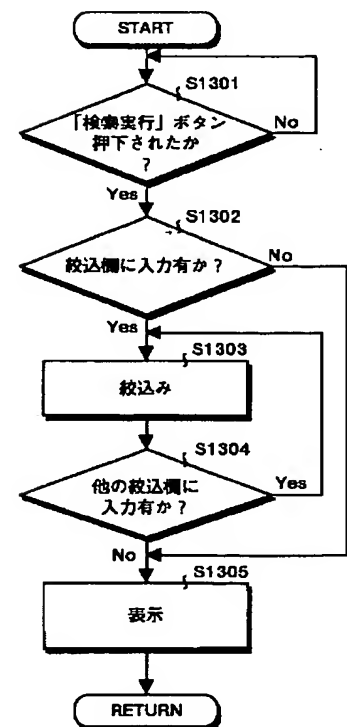 START
S1301
「検索実行」ボタン
押下されたか
?
No
Yes
S1302
絞込欄に入力有か?
No
Yes
S1303
絞込み
S1304
他の絞込欄に
入力有か?
Yes
No
S1305
表示
RETURN